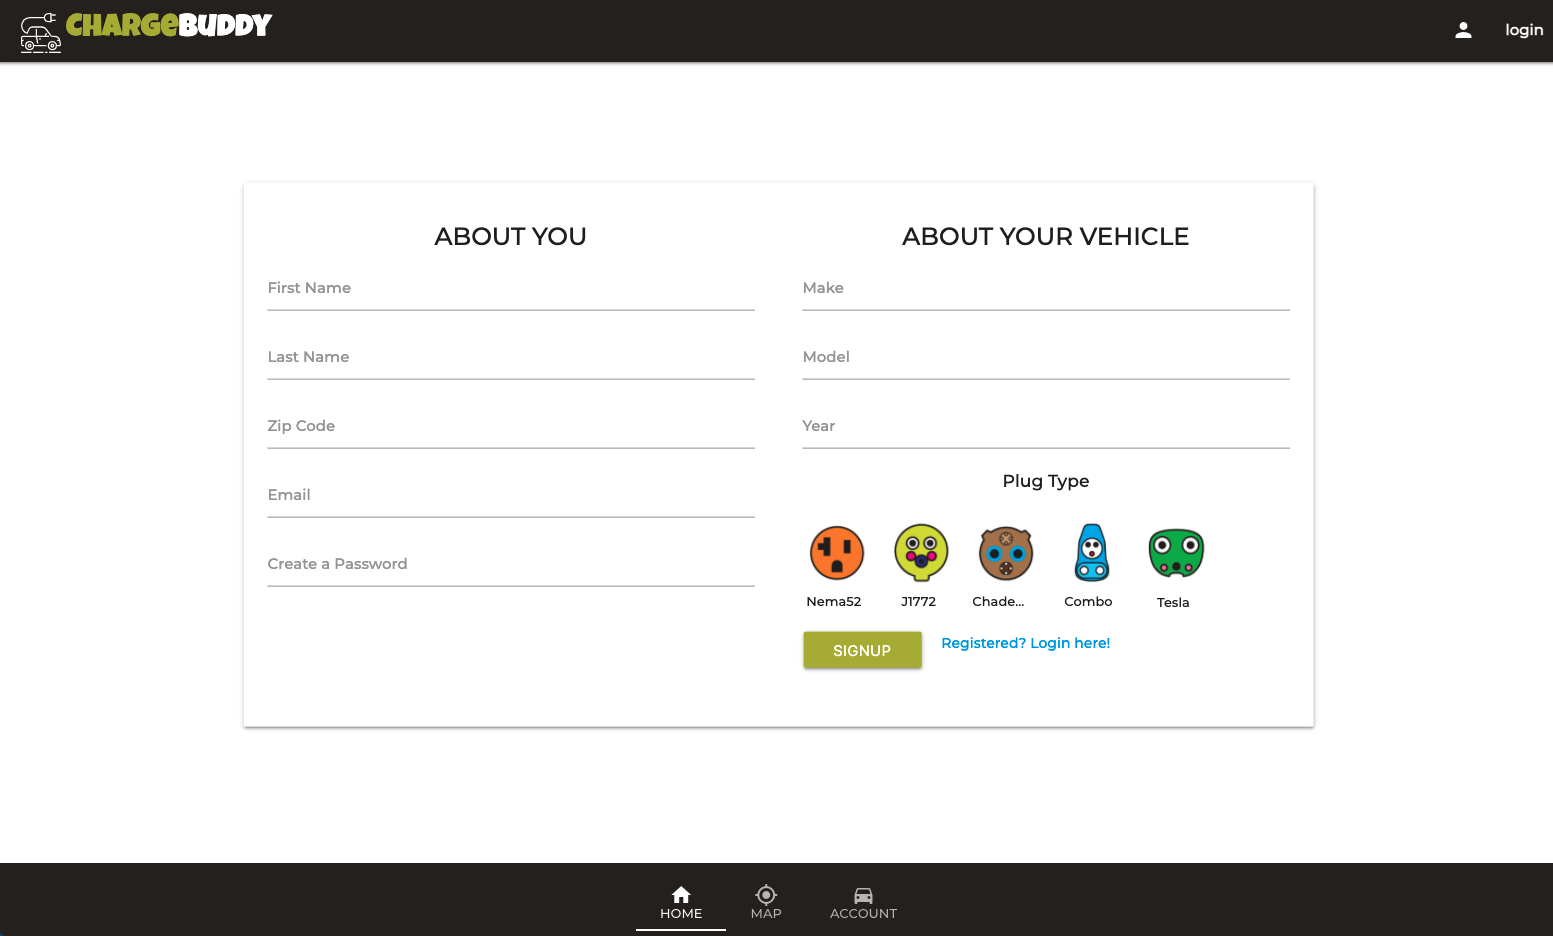 CHARGEBUDDY
login
ABOUT YOU
First Name
Last Name
Zip Code
Email
Create a Password
ABOUT YOUR VEHICLE
Make
Model
Year
Plug Type
Nema52
J1772
Chade...
Combo
Tesla
SIGNUP
Registered? Login here!
HOME
MAP
ACCOUNT